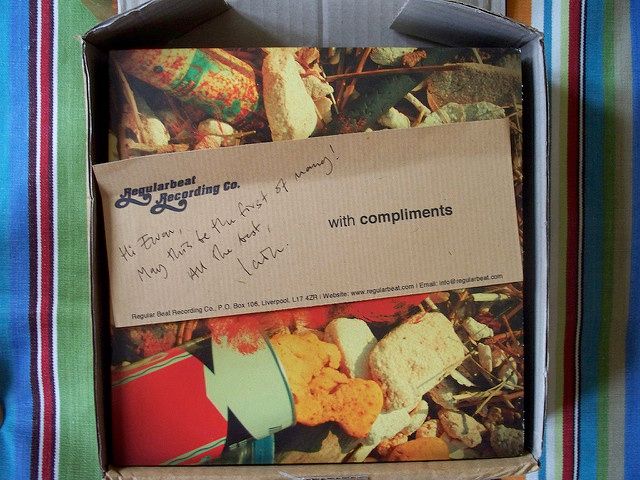 Regularbeat
Recording Co.
Hi Ewan,
May this be the first of many!
All the best,
with compliments
Regular Beat Recording Co., P.O. Box 106, Liverpool, L17 4ZR | Website: www.regularbeat.com | Email: info@regularbeat.com